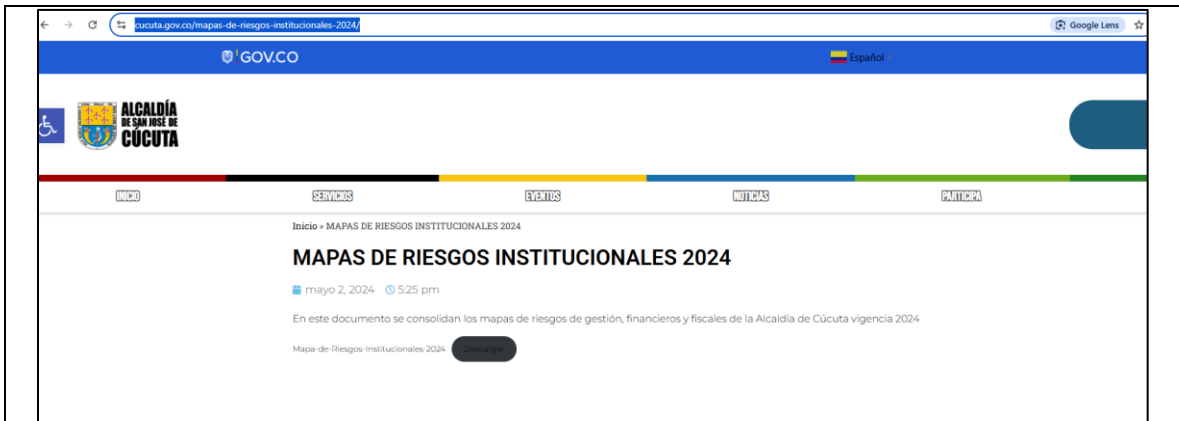 cucuta.gov.co/mapas-de-riesgos-institucionales-2024/
Google Lens
GOV.CO
Español
ALCALDÍA
DE SAN JOSÉ DE
CÚCUTA
INICIO
SERVICIOS
EVENTOS
NOTICIAS
PARTICIPA
Inicio » MAPAS DE RIESGOS INSTITUCIONALES 2024
MAPAS DE RIESGOS INSTITUCIONALES 2024
mayo 2, 2024 5:25 pm
En este documento se consolidan los mapas de riesgos de gestión, financieros y fiscales de la Alcaldía de Cúcuta vigencia 2024
Mapa-de-Riesgos-Institucionales-2024 Descargar